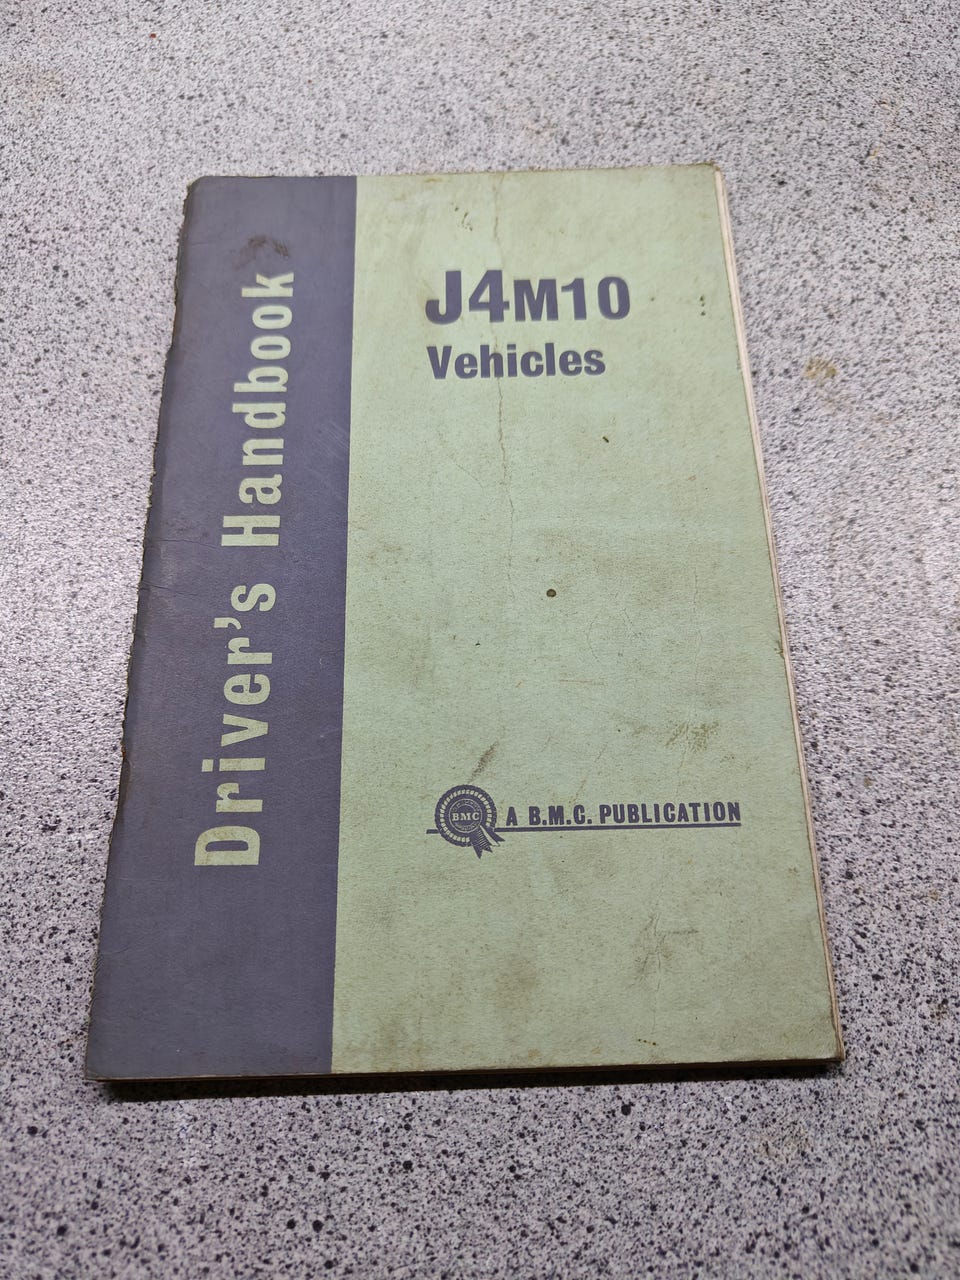 Driver's Handbook
J4M10
Vehicles
BMC
A B.M.C. PUBLICATION